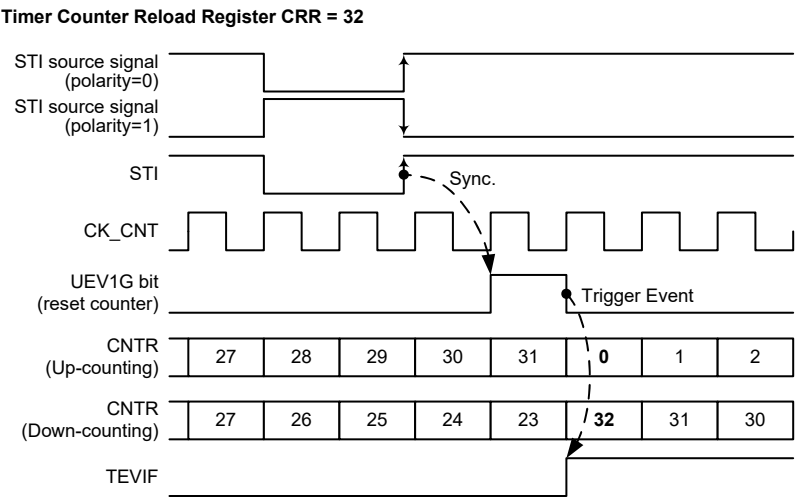 Timer Counter Reload Register CRR = 32
STI source signal
(polarity=0)
STI source signal
(polarity=1)
STI
Sync.
CK_CNT
UEV1G bit
(reset counter)
Trigger Event
CNTR
(Up-counting)
27 28 29 30 31 0 1 2
CNTR
(Down-counting)
27 26 25 24 23 32 31 30
TEVIF